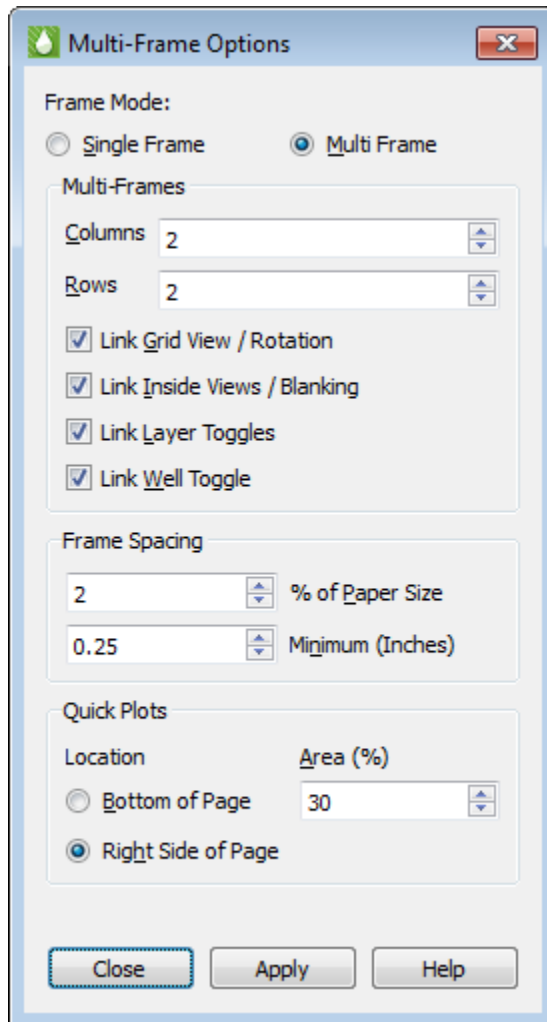 Multi-Frame Options
Frame Mode:
Single Frame Multi Frame
Multi-Frames
Columns 2
Rows 2
Link Grid View / Rotation
Link Inside Views / Blanking
Link Layer Toggles
Link Well Toggle
Frame Spacing
2 % of Paper Size
0.25 Minimum (Inches)
Quick Plots
Location Area (%)
Bottom of Page 30
Right Side of Page
Close Apply Help